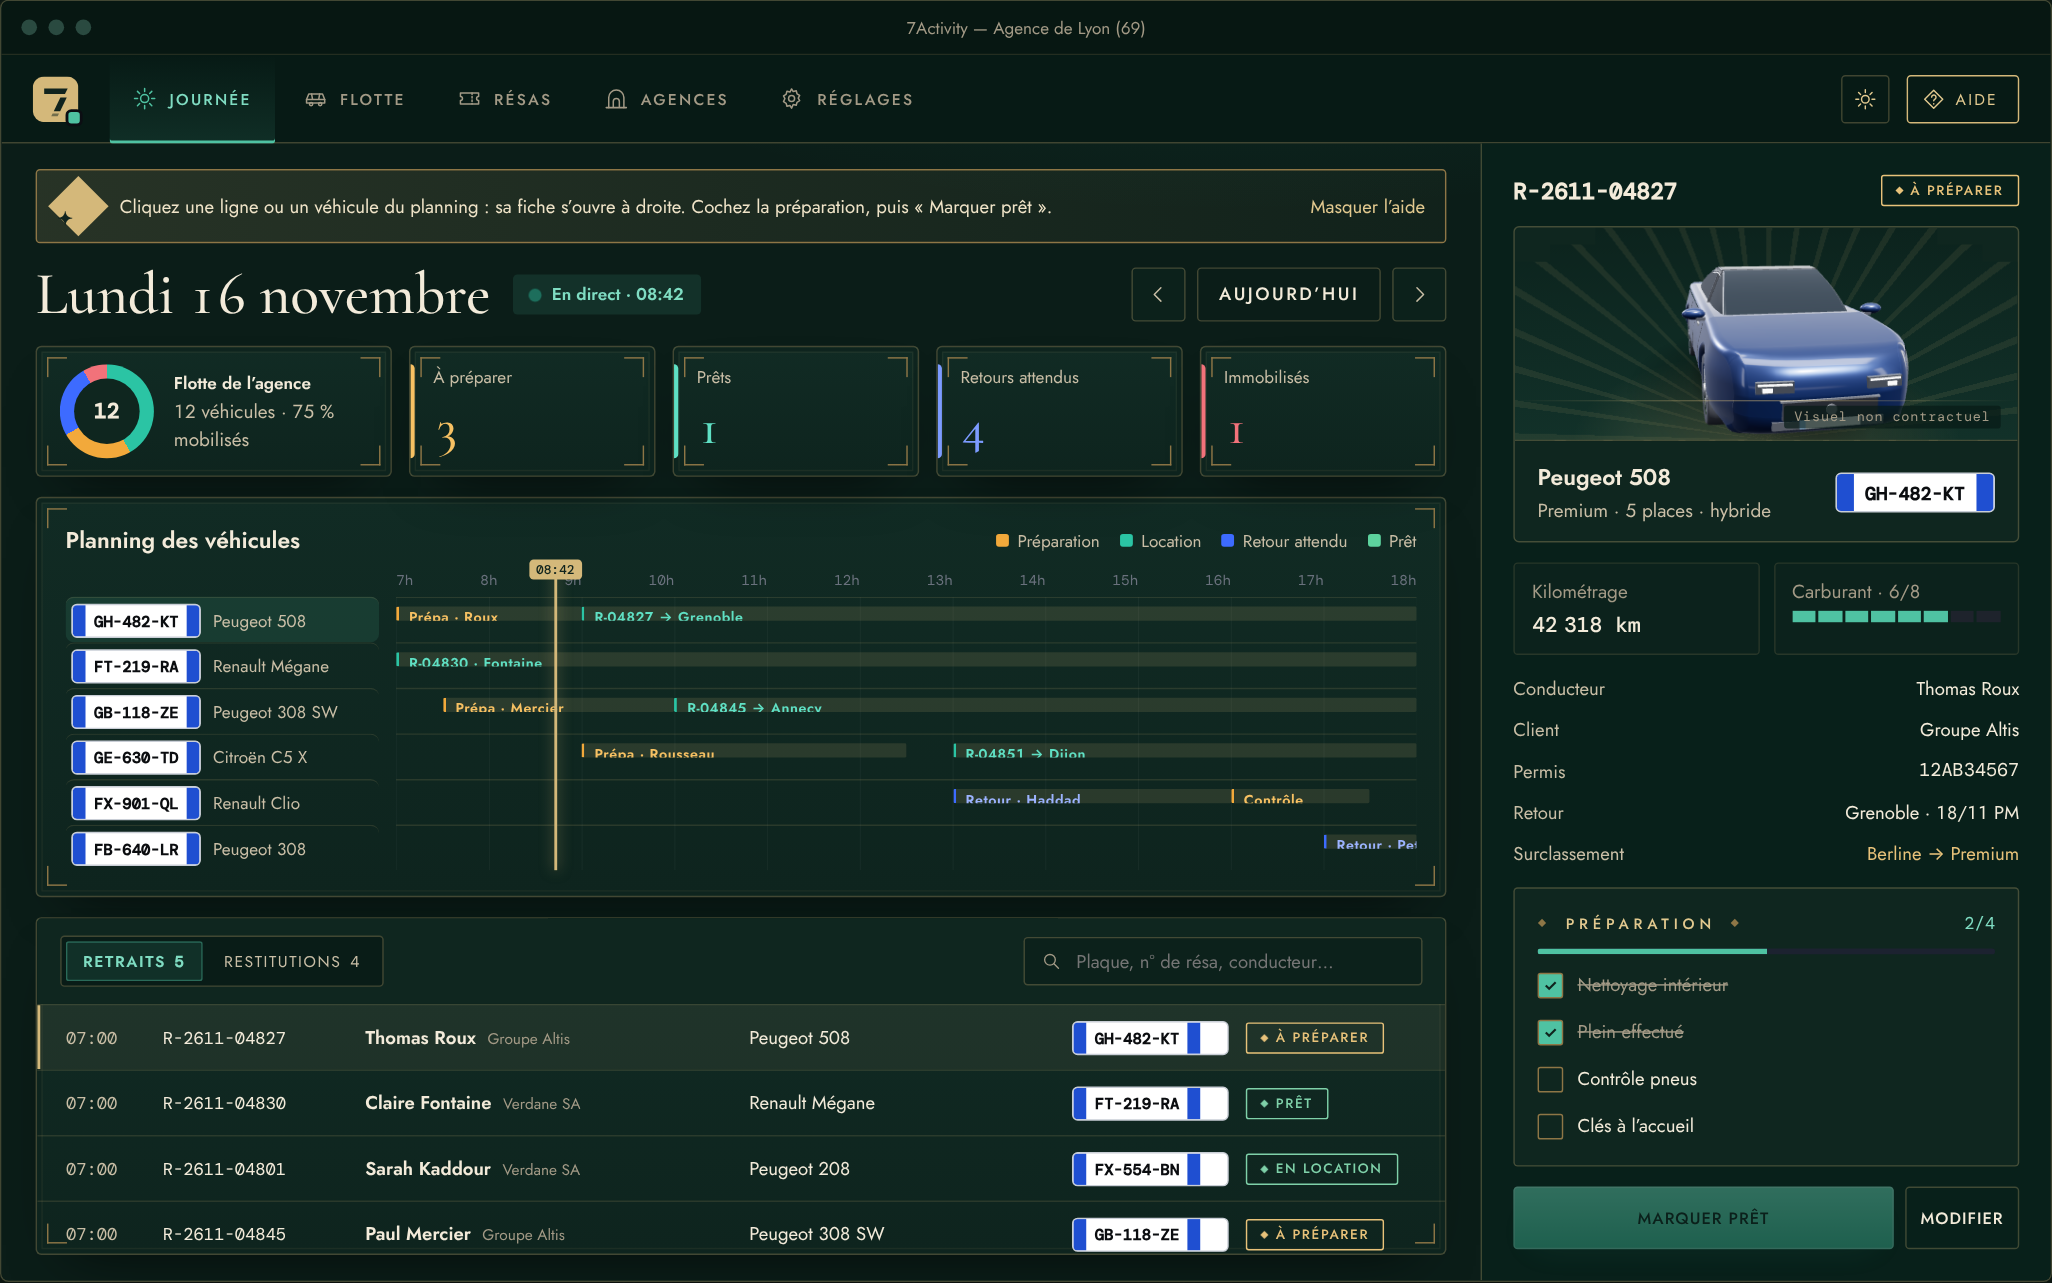 7Activity — Agence de Lyon (69)
7
JOURNÉE
FLOTTE
RÉSAS
AGENCES
RÉGLAGES
AIDE
Cliquez une ligne ou un véhicule du planning : sa fiche s’ouvre à droite. Cochez la préparation, puis « Marquer prêt ».
Masquer l’aide
Lundi 16 novembre
En direct · 08:42
AUJOURD’HUI
12
Flotte de l’agence
12 véhicules · 75 %
mobilisés
À préparer
3
Prêts
1
Retours attendus
4
Immobilisés
1
Planning des véhicules
Préparation
Location
Retour attendu
Prêt
08:42
7h 8h 9h 10h 11h 12h 13h 14h 15h 16h 17h 18h
GH-482-KT Peugeot 508 Prépa · Roux R-04827 → Grenoble
FT-219-RA Renault Mégane R-04830 · Fontaine
GB-118-ZE Peugeot 308 SW Prépa · Mercier R-04845 → Annecy
GE-630-TD Citroën C5 X Prépa · Rousseau R-04851 → Dijon
FX-901-QL Renault Clio Retour · Haddad Contrôle
FB-640-LR Peugeot 308 Retour · Pet
RETRAITS 5
RESTITUTIONS 4
Plaque, n° de résa, conducteur…
07:00 R-2611-04827 Thomas Roux Groupe Altis Peugeot 508 GH-482-KT À PRÉPARER
07:00 R-2611-04830 Claire Fontaine Verdane SA Renault Mégane FT-219-RA PRÊT
07:00 R-2611-04801 Sarah Kaddour Verdane SA Peugeot 208 FX-554-BN EN LOCATION
07:00 R-2611-04845 Paul Mercier Groupe Altis Peugeot 308 SW GB-118-ZE À PRÉPARER
R-2611-04827
À PRÉPARER
Visuel non contractuel
Peugeot 508
Premium · 5 places · hybride
GH-482-KT
Kilométrage
42 318 km
Carburant · 6/8
Conducteur Thomas Roux
Client Groupe Altis
Permis 12AB34567
Retour Grenoble · 18/11 PM
Surclassement Berline → Premium
PRÉPARATION
2/4
Nettoyage intérieur
Plein effectué
Contrôle pneus
Clés à l’accueil
MARQUER PRÊT
MODIFIER